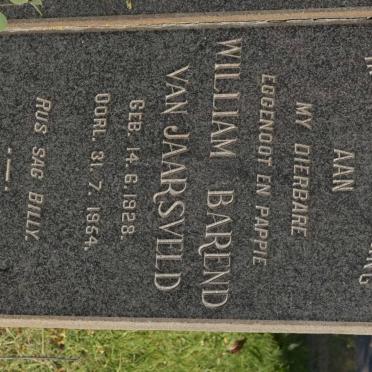 AAN
MY DIERBARE
EGGENOOT EN PAPPIE
WILLIAM BAREND
VAN JAARSVELD
GEB. 14.6.1928.
OORL. 31.7.1954.
RUS SAG BILLY.